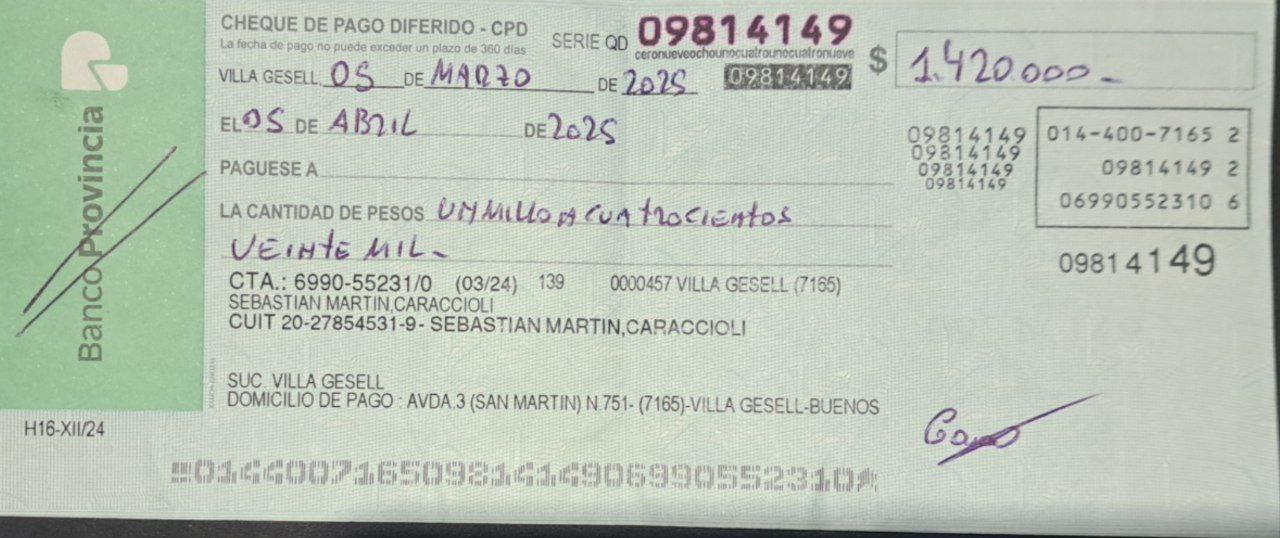 Banco Provincia
CHEQUE DE PAGO DIFERIDO - CPD
La fecha de pago no puede exceder un plazo de 360 días
SERIE QD 09814149
ceronueveochounocuatrounocuatronueve
09814149
$ 1.420.000-
VILLA GESELL, 05 DE MARZO DE 2025
EL 05 DE ABRIL DE 2025
09814149
09814149
09814149
09814149
014-400-7165 2
09814149 2
06990552310 6
PAGUESE A
LA CANTIDAD DE PESOS UN MILLON CUATROCIENTOS
VEINTE MIL-
09814149
CTA.: 6990-55231/0 (03/24) 139 0000457 VILLA GESELL (7165)
SEBASTIAN MARTIN,CARACCIOLI
CUIT 20-27854531-9- SEBASTIAN MARTIN,CARACCIOLI
SUC. VILLA GESELL
DOMICILIO DE PAGO : AVDA.3 (SAN MARTIN) N.751- (7165)-VILLA GESELL-BUENOS
H16-XII/24
01440071650981414906990552310